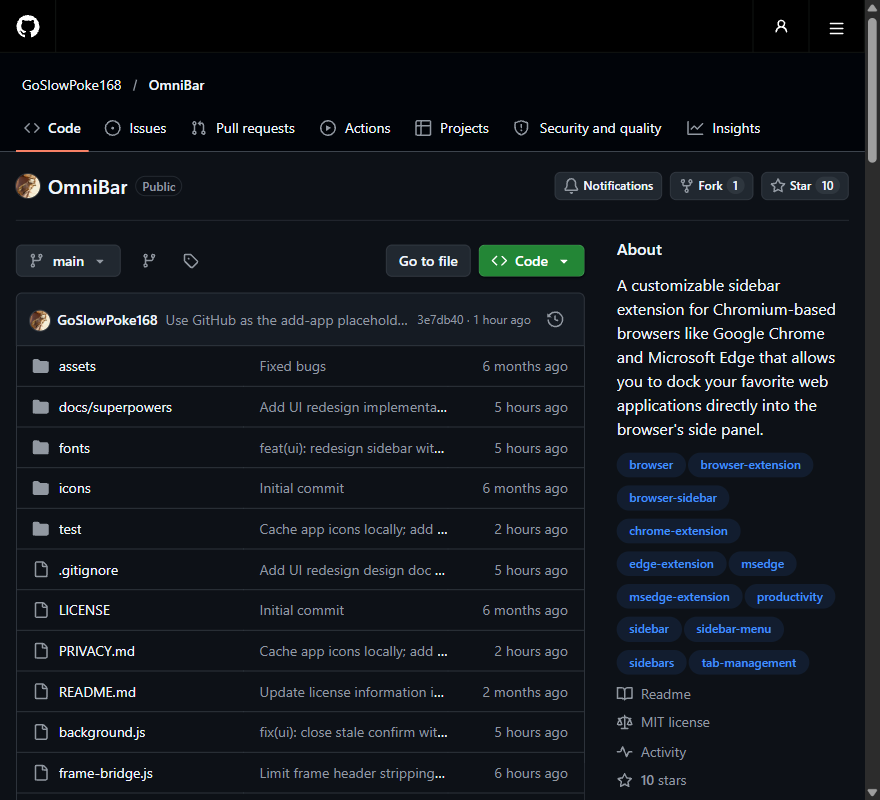 GoSlowPoke168 / OmniBar
Code Issues Pull requests Actions Projects Security and quality Insights
OmniBar Public Notifications Fork 1 Star 10
main Go to file Code
GoSlowPoke168 Use GitHub as the add-app placehold... 3e7db40 · 1 hour ago
assets Fixed bugs 6 months ago
docs/superpowers Add UI redesign implementa... 5 hours ago
fonts feat(ui): redesign sidebar wit... 5 hours ago
icons Initial commit 6 months ago
test Cache app icons locally; add ... 2 hours ago
.gitignore Add UI redesign design doc ... 5 hours ago
LICENSE Initial commit 6 months ago
PRIVACY.md Cache app icons locally; add ... 2 hours ago
README.md Update license information i... 2 months ago
background.js fix(ui): close stale confirm wit... 5 hours ago
frame-bridge.js Limit frame header stripping... 6 hours ago
About
A customizable sidebar
extension for Chromium-based
browsers like Google Chrome
and Microsoft Edge that allows
you to dock your favorite web
applications directly into the
browser's side panel.
browser browser-extension
browser-sidebar
chrome-extension
edge-extension msedge
msedge-extension productivity
sidebar sidebar-menu
sidebars tab-management
Readme
MIT license
Activity
10 stars